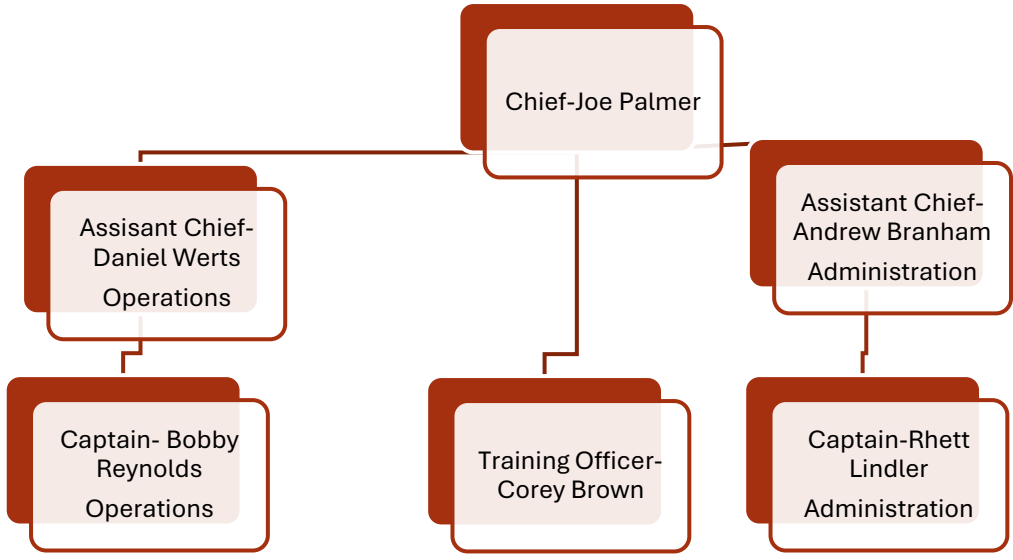 Chief-Joe Palmer
Assisant Chief-
Daniel Werts
Operations
Assistant Chief-
Andrew Branham
Administration
Captain- Bobby
Reynolds
Operations
Training Officer-
Corey Brown
Captain-Rhett
Lindler
Administration